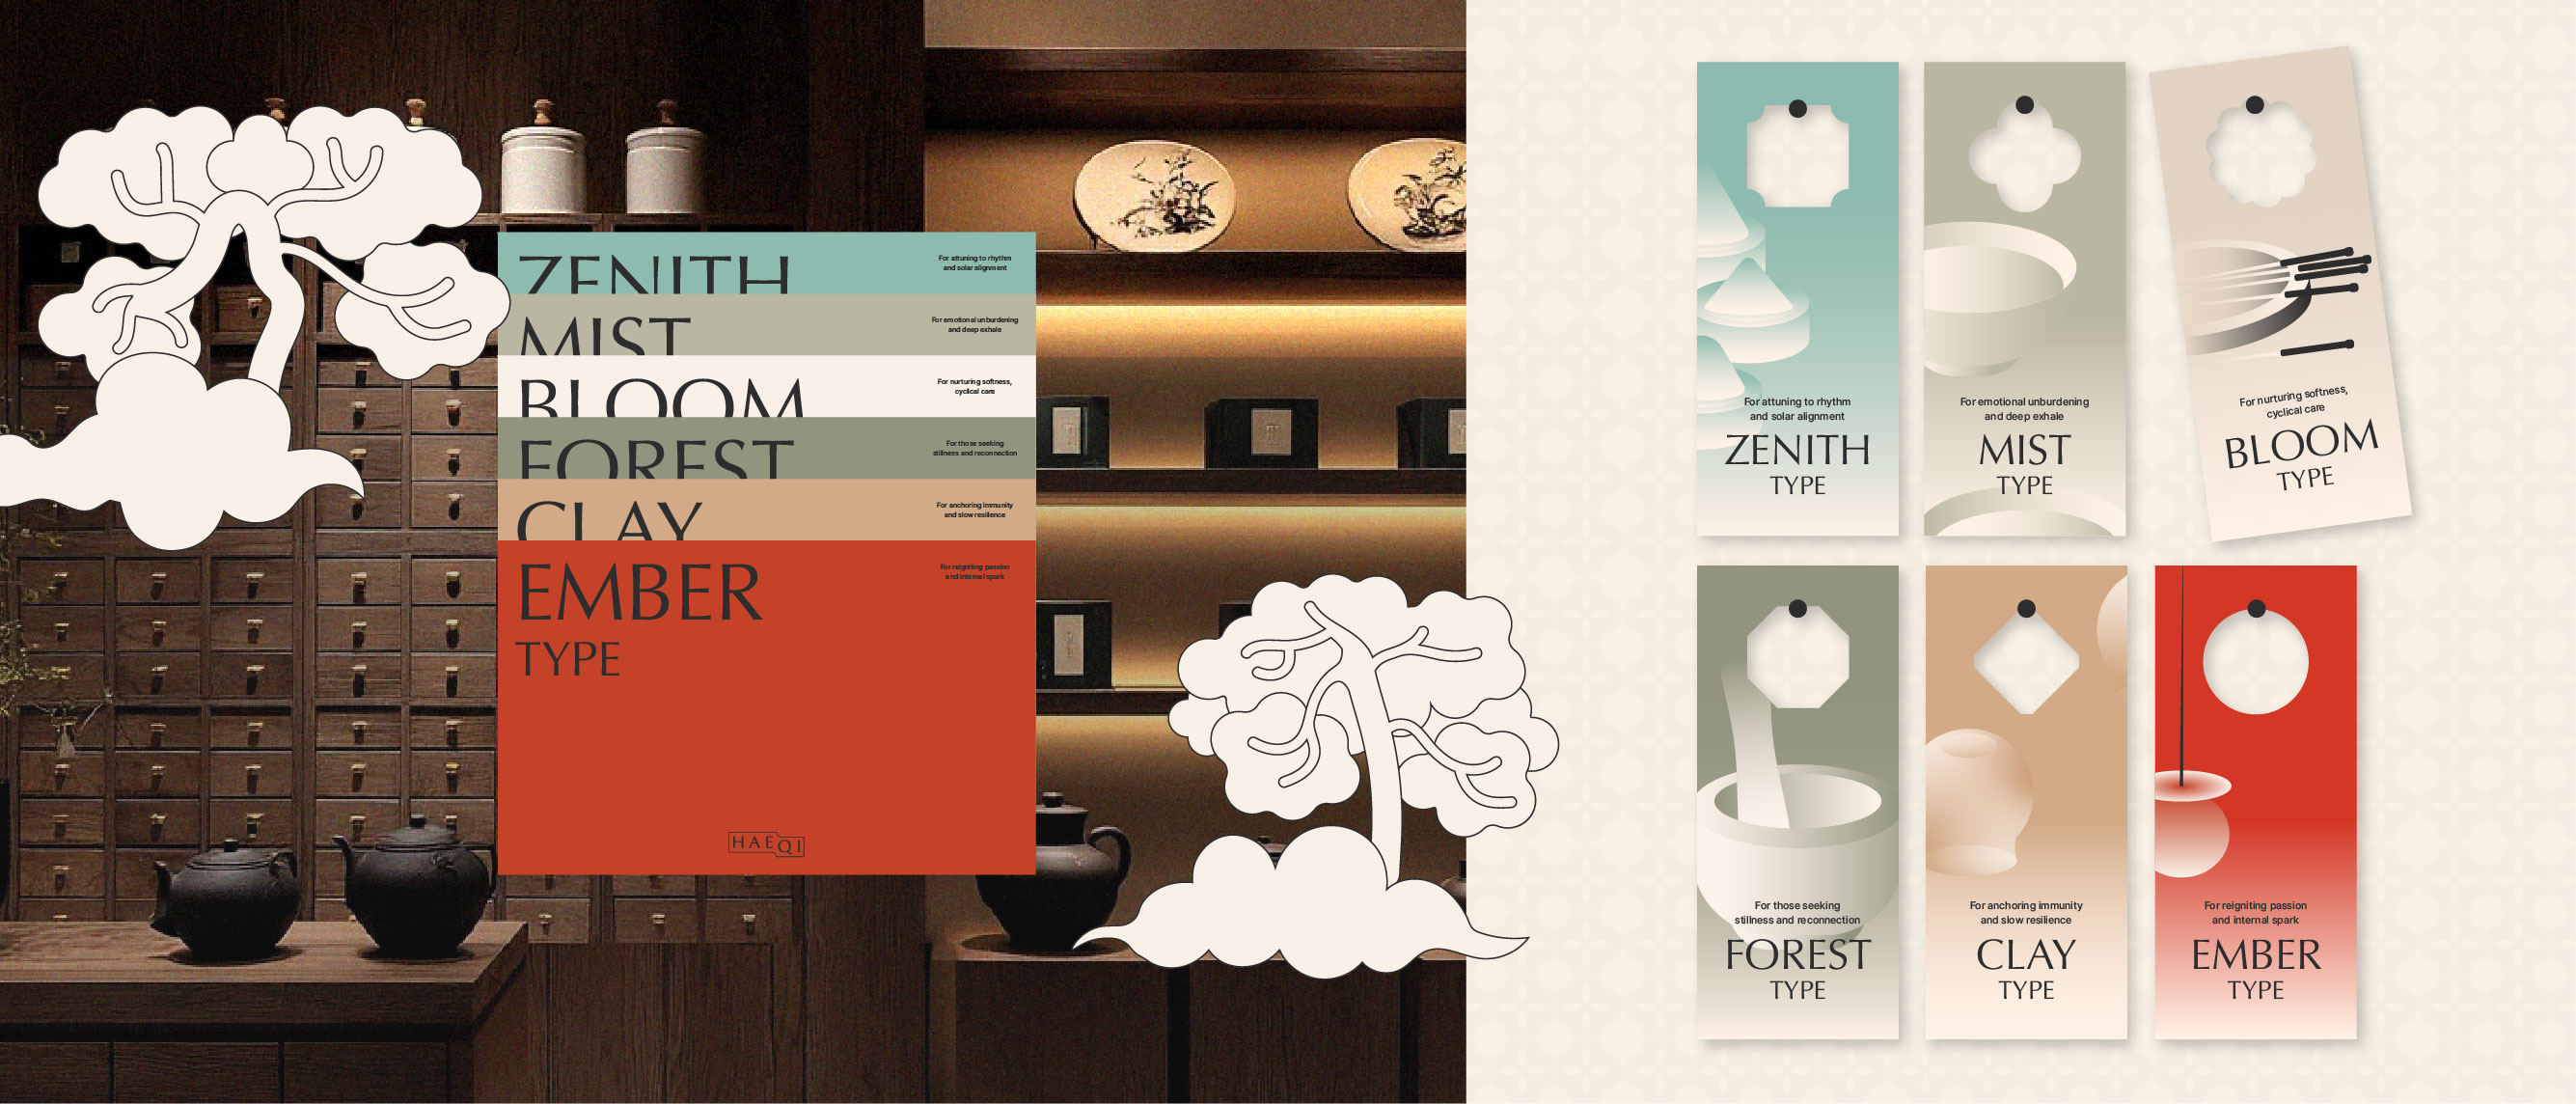 ZENITH
For attuning to rhythm
and solar alignment
MIST
For emotional unburdening
and deep exhale
BLOOM
For nurturing softness,
cyclical care
FOREST
For those seeking
stillness and reconnection
CLAY
For anchoring immunity
and slow resilience
EMBER
TYPE
For reigniting passion
and internal spark
HAEQI
For attuning to rhythm
and solar alignment
ZENITH
TYPE
For emotional unburdening
and deep exhale
MIST
TYPE
For nurturing softness,
cyclical care
BLOOM
TYPE
For those seeking
stillness and reconnection
FOREST
TYPE
For anchoring immunity
and slow resilience
CLAY
TYPE
For reigniting passion
and internal spark
EMBER
TYPE